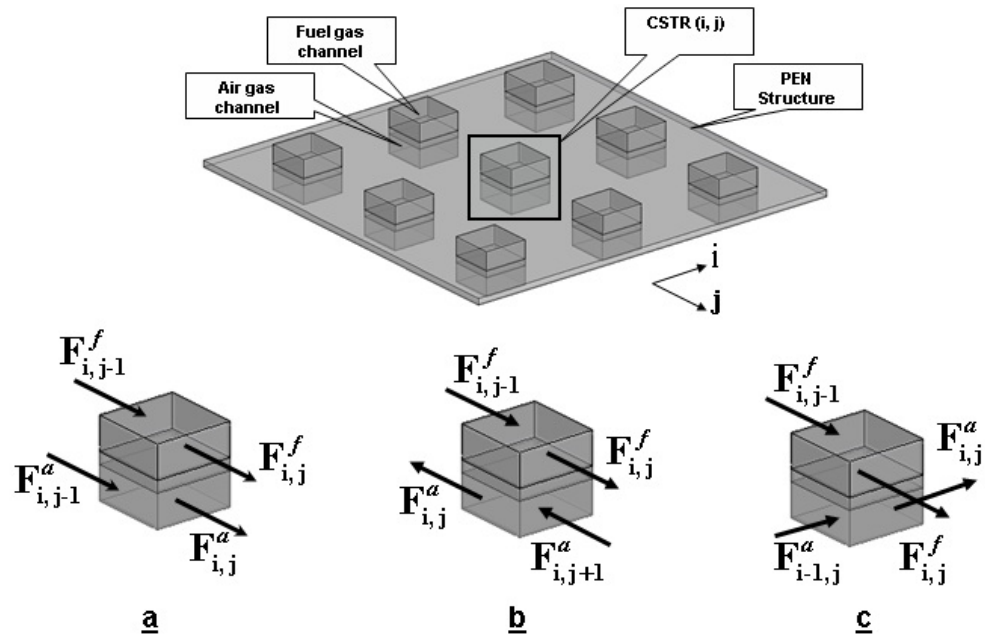 Fuel gas
channel
CSTR (i, j)
Air gas
channel
PEN
Structure
i
j
F^f_{i, j-1}
F^f_{i, j}
F^a_{i, j-1}
F^a_{i, j}
F^f_{i, j-1}
F^f_{i, j}
F^a_{i, j}
F^a_{i, j+1}
F^f_{i, j-1}
F^a_{i, j}
F^a_{i-1, j}
F^f_{i, j}
a
b
c